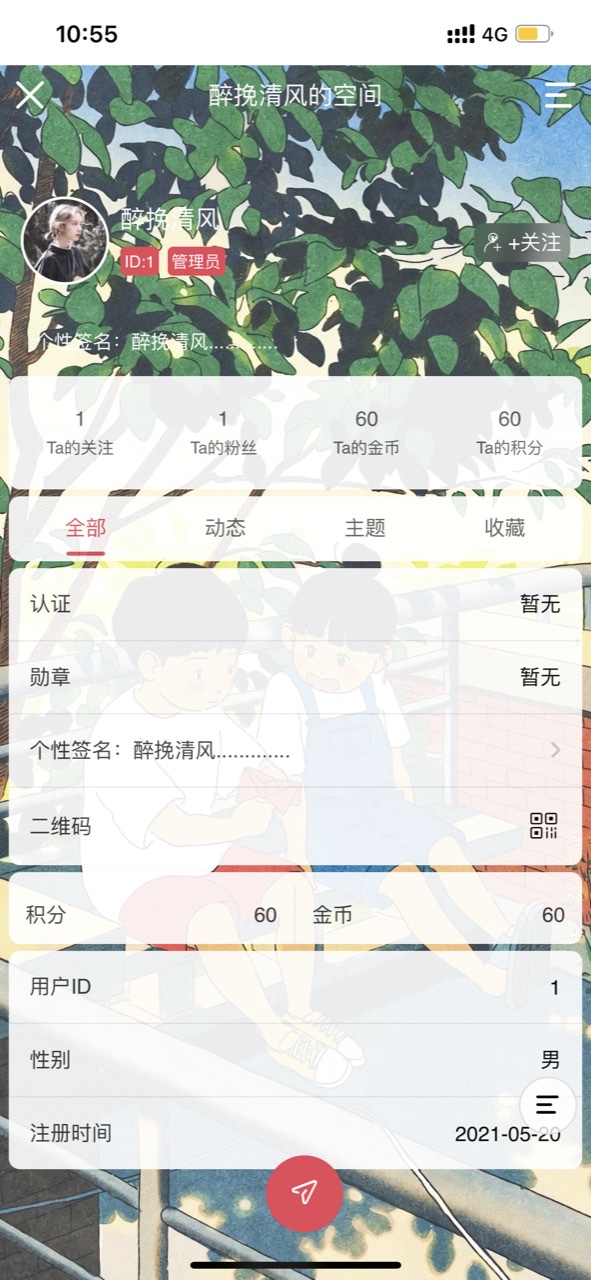 10:55
4G
醉挽清风的空间
醉挽清风
ID:1 管理员
+关注
个性签名：醉挽清风............
1 1 60 60
Ta的关注 Ta的粉丝 Ta的金币 Ta的积分
全部 动态 主题 收藏
认证 暂无
勋章 暂无
个性签名：醉挽清风.............
二维码
积分 60 金币 60
用户ID 1
性别 男
注册时间 2021-05-20